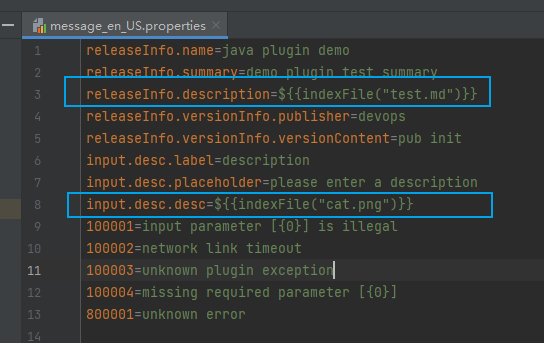 message_en_US.properties
1 releaseInfo.name=java plugin demo
2 releaseInfo.summary=demo plugin test summary
3 releaseInfo.description=${{indexFile("test.md")}}
4 releaseInfo.versionInfo.publisher=devops
5 releaseInfo.versionInfo.versionContent=pub init
6 input.desc.label=description
7 input.desc.placeholder=please enter a description
8 input.desc.desc=${{indexFile("cat.png")}}
9 100001=input parameter [{0}] is illegal
10 100002=network link timeout
11 100003=unknown plugin exception
12 100004=missing required parameter [{0}]
13 800001=unknown error
14